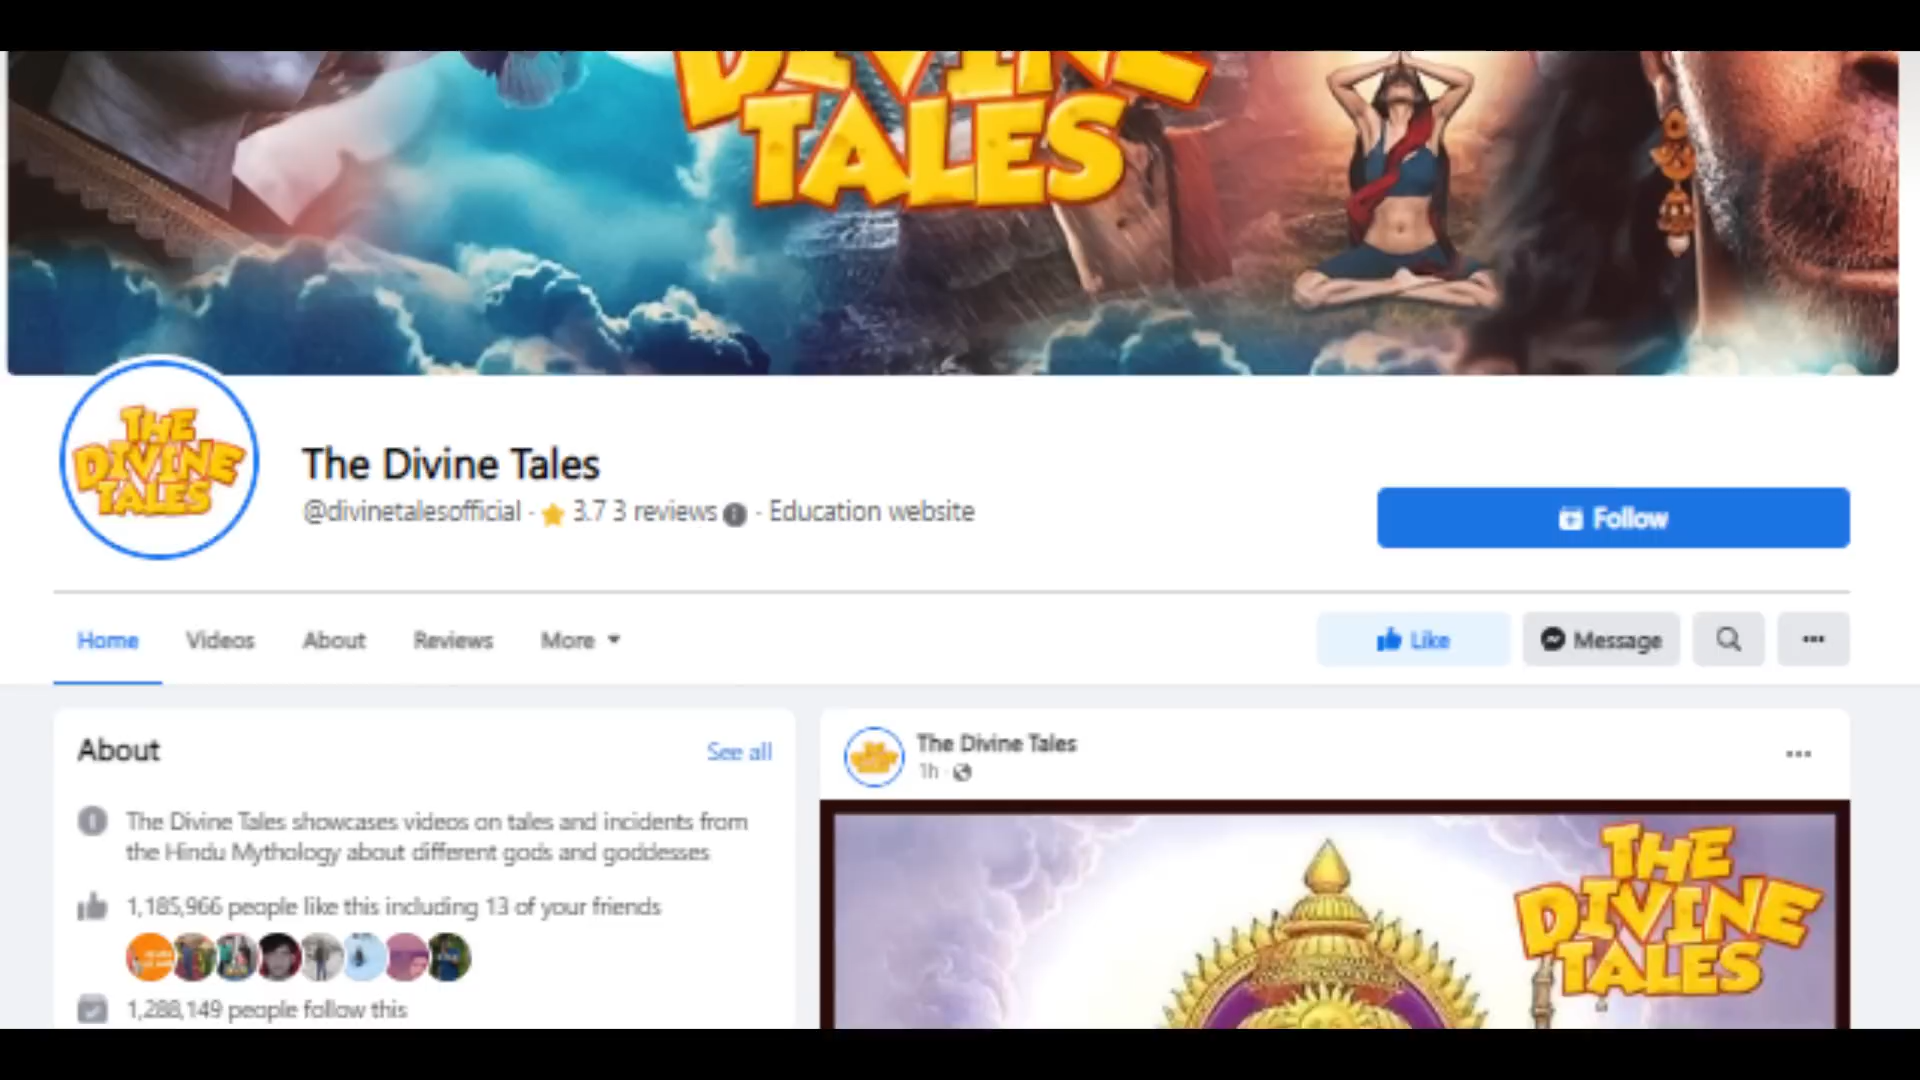 DIVINE
TALES
THE
DIVINE
TALES
The Divine Tales
@divinetalesofficial · 3.7 3 reviews · Education website
Follow
Home Videos About Reviews More Like Message
About See all
The Divine Tales showcases videos on tales and incidents from
the Hindu Mythology about different gods and goddesses
1,185,966 people like this including 13 of your friends
1,288,149 people follow this
The Divine Tales
1h ·
THE
DIVINE
TALES